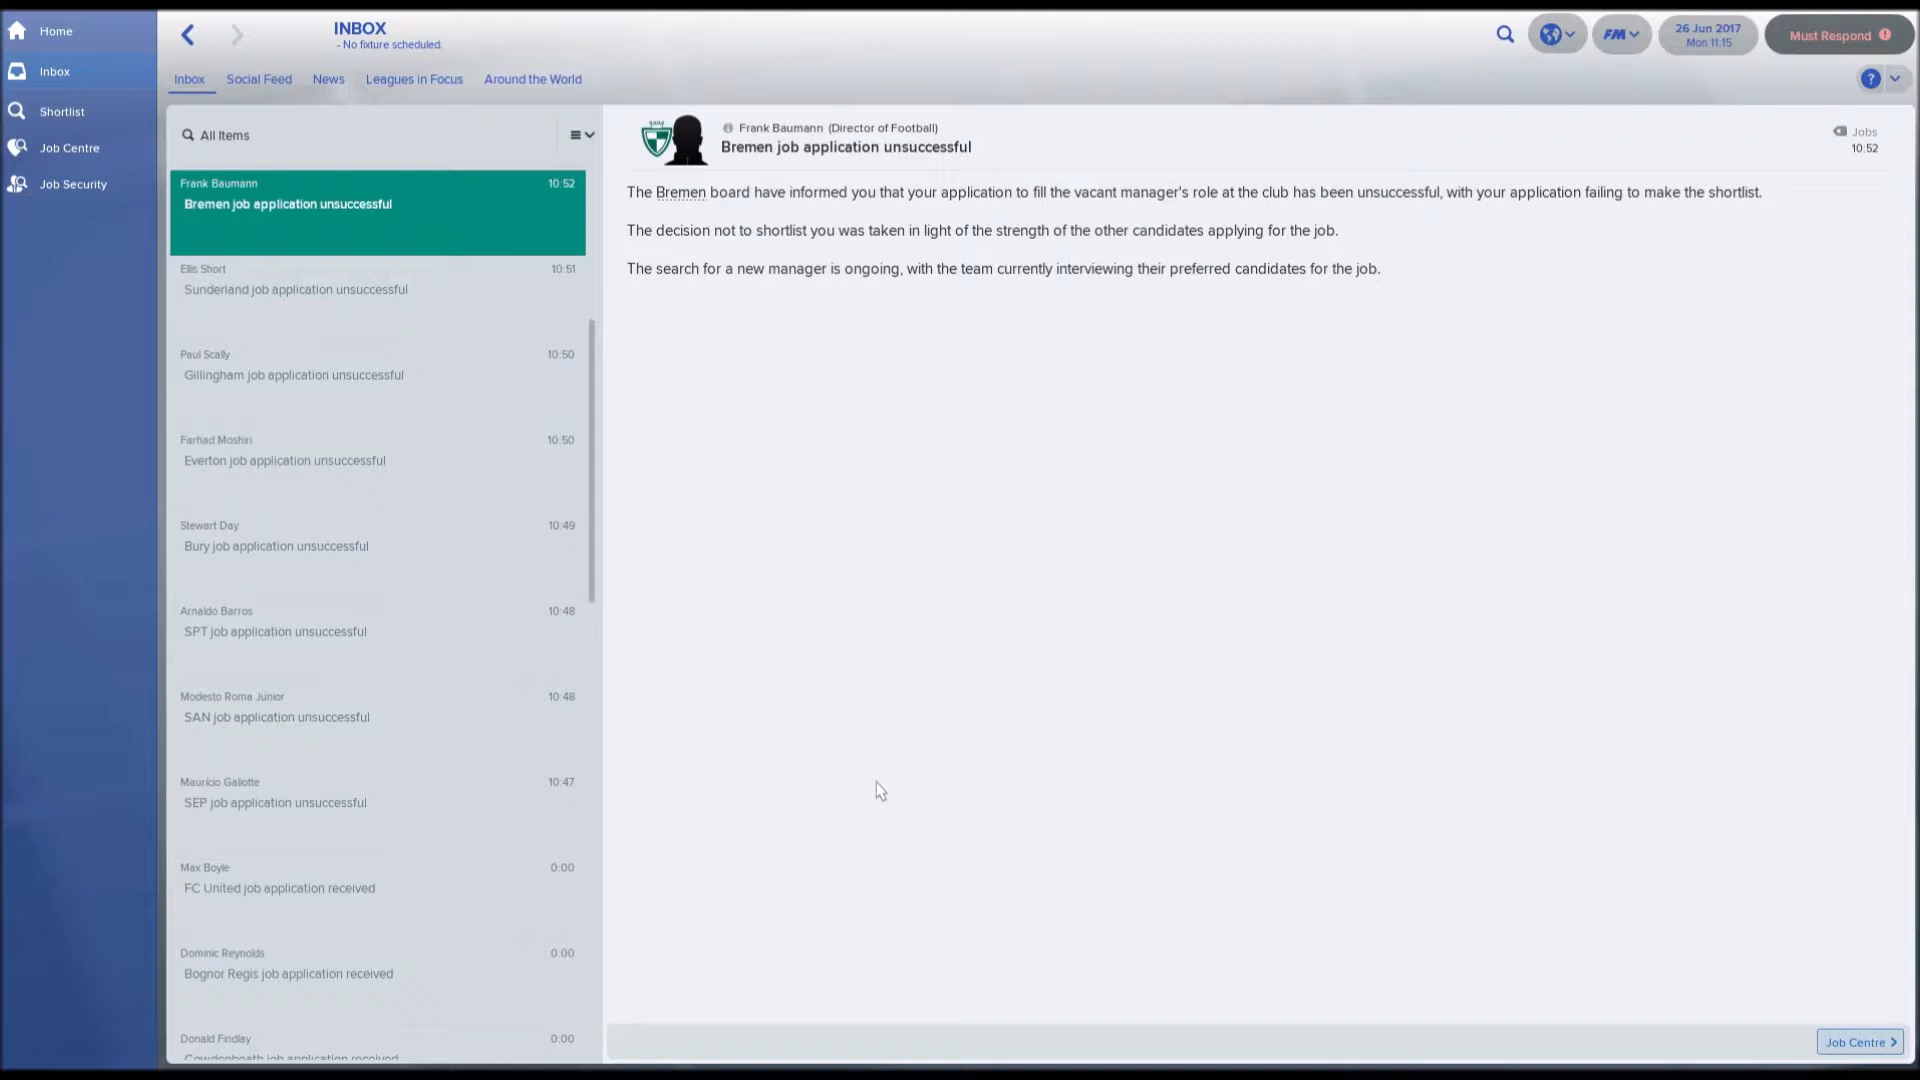 Home
Inbox
Shortlist
Job Centre
Job Security
INBOX
- No fixture scheduled.
FM
26 Jun 2017
Mon 11:15
Must Respond
Inbox
Social Feed
News
Leagues in Focus
Around the World
?
All Items
Frank Baumann 10:52
Bremen job application unsuccessful
Ellis Short 10:51
Sunderland job application unsuccessful
Paul Scally 10:50
Gillingham job application unsuccessful
Farhad Moshiri 10:50
Everton job application unsuccessful
Stewart Day 10:49
Bury job application unsuccessful
Arnaldo Barros 10:48
SPT job application unsuccessful
Modesto Roma Júnior 10:48
SAN job application unsuccessful
Maurício Galiotte 10:47
SEP job application unsuccessful
Max Boyle 0:00
FC United job application received
Dominic Reynolds 0:00
Bognor Regis job application received
Donald Findlay 0:00
Cowdenbeath job application received
Frank Baumann (Director of Football)
Bremen job application unsuccessful
Jobs
10:52
The Bremen board have informed you that your application to fill the vacant manager's role at the club has been unsuccessful, with your application failing to make the shortlist.
The decision not to shortlist you was taken in light of the strength of the other candidates applying for the job.
The search for a new manager is ongoing, with the team currently interviewing their preferred candidates for the job.
Job Centre